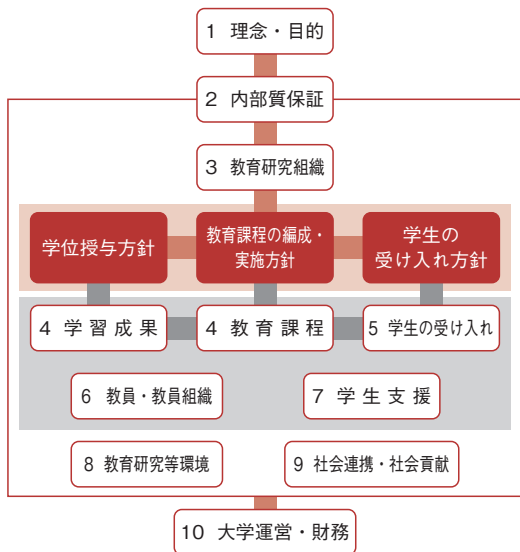 1 理念・目的
2 内部質保証
3 教育研究組織
学位授与方針
教育課程の編成・
実施方針
学生の
受け入れ方針
4 学習成果
4 教育課程
5 学生の受け入れ
6 教員・教員組織
7 学生支援
8 教育研究等環境
9 社会連携・社会貢献
10 大学運営・財務